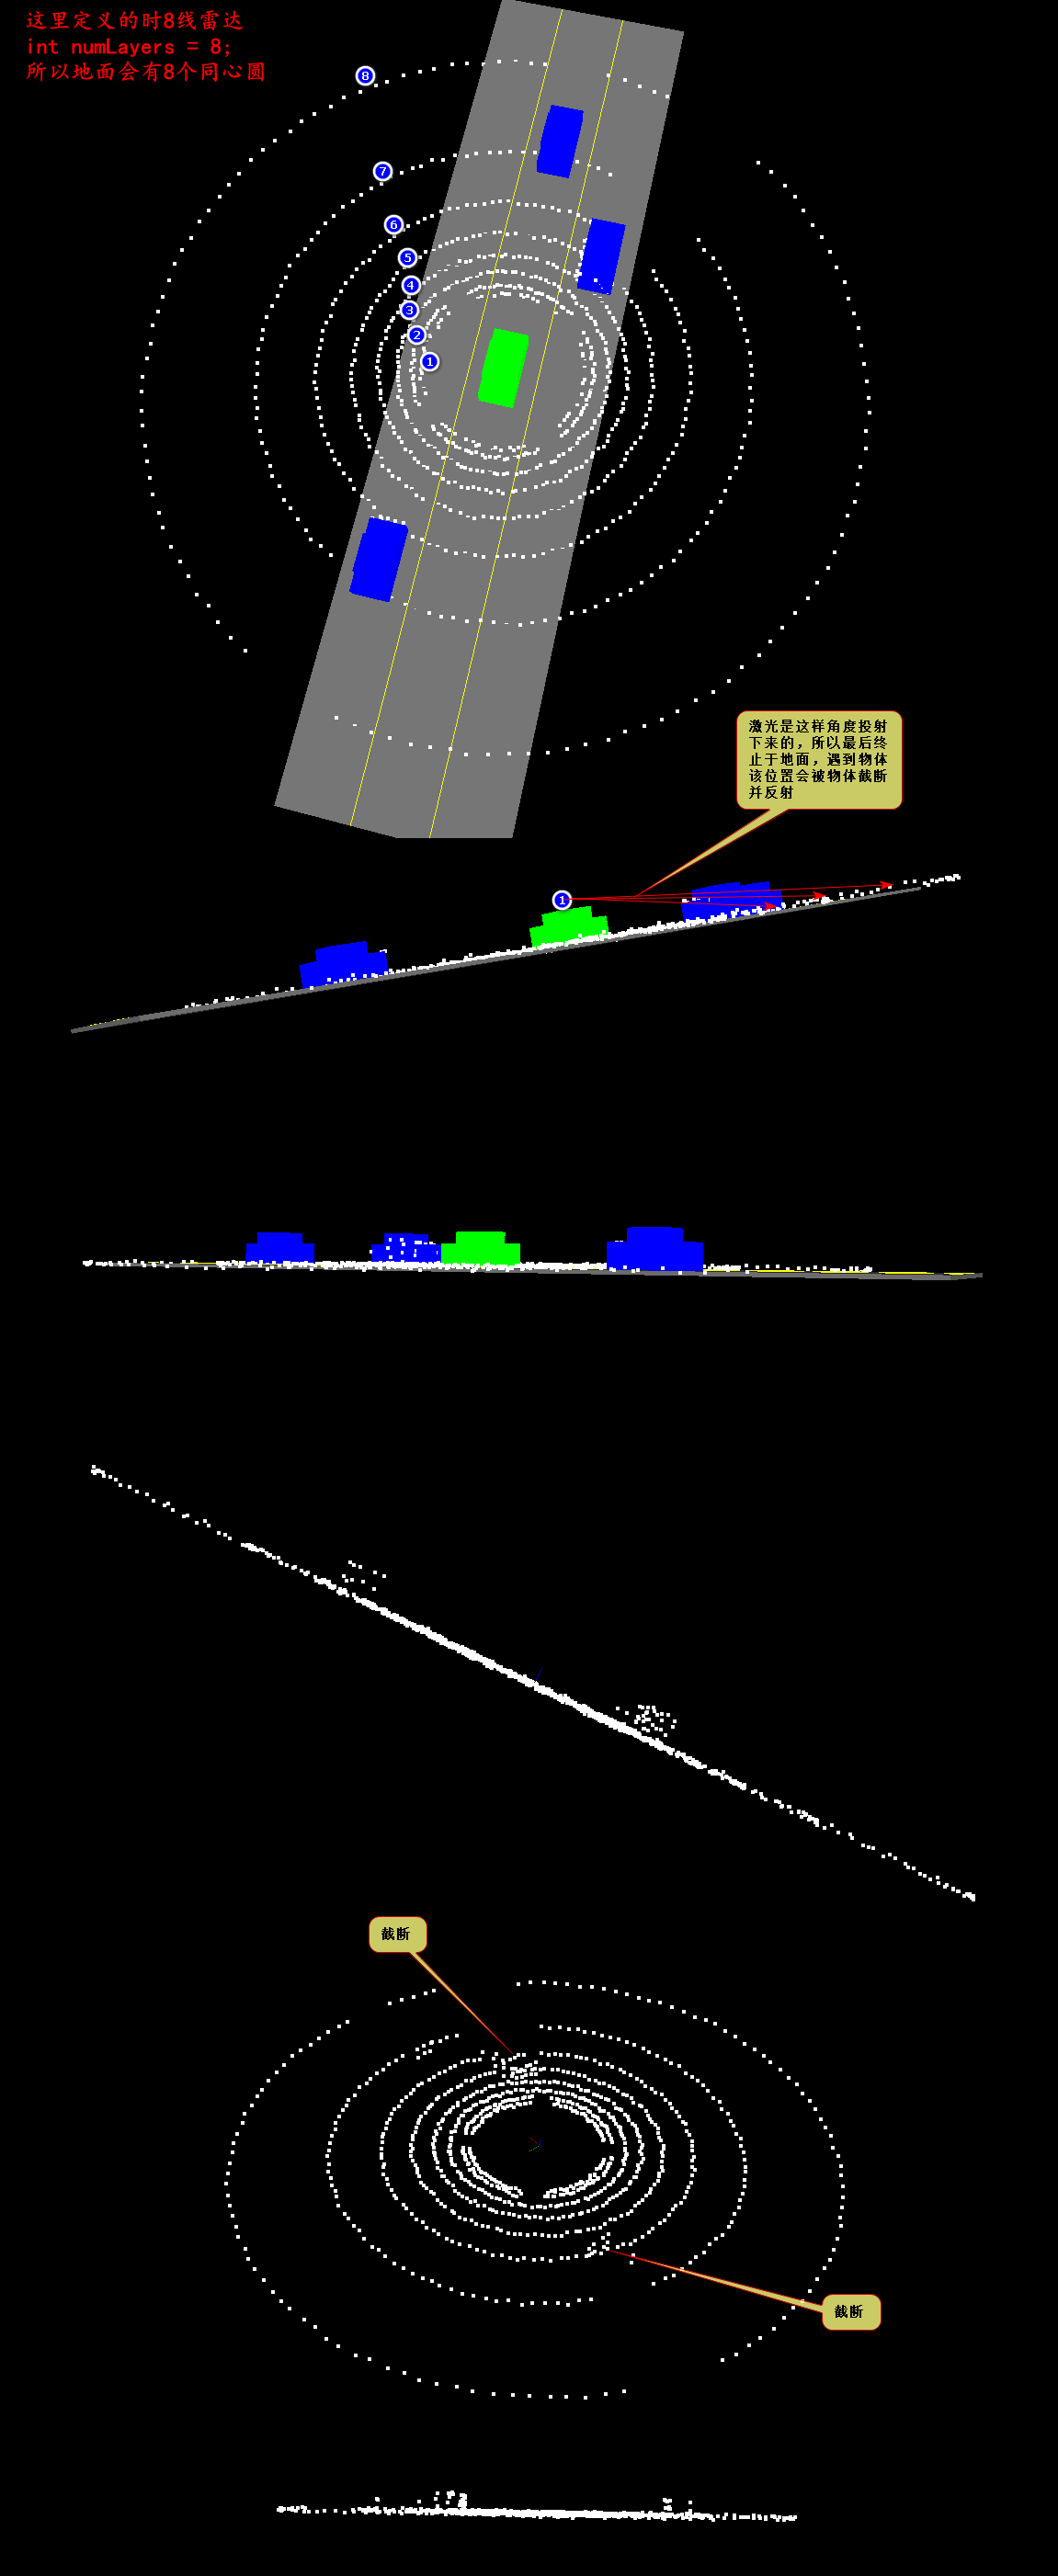 这里定义的时8线雷达
int numLayers = 8;
所以地面会有8个同心圆
8
7
6
5
4
3
2
1
激光是这样角度投射
下来的，所以最后终
止于地面，遇到物体
该位置会被物体截断
并反射
1
截断
截断